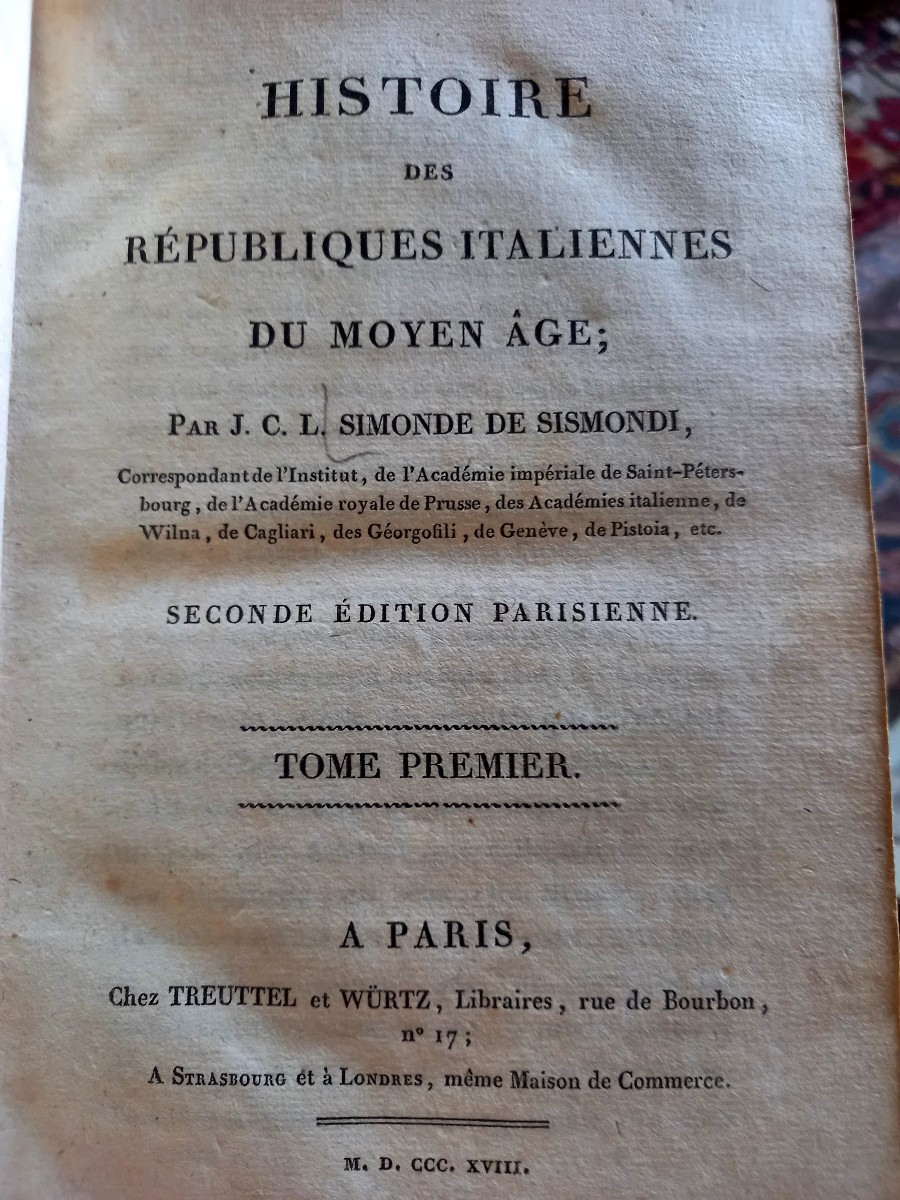 HISTOIRE
DES
RÉPUBLIQUES ITALIENNES
DU MOYEN ÂGE;
PAR J. C. L. SIMONDE DE SISMONDI,
Correspondant de l'Institut, de l'Académie impériale de Saint-Péters-
bourg, de l'Académie royale de Prusse, des Académies italienne, de
Wilna, de Cagliari, des Géorgofili, de Genève, de Pistoia, etc.
SECONDE ÉDITION PARISIENNE.
TOME PREMIER.
A PARIS,
Chez TREUTTEL et WÜRTZ, Libraires, rue de Bourbon,
nº 17;
A STRASBOURG et à LONDRES, même Maison de Commerce.
M. D. CCC. XVIII.